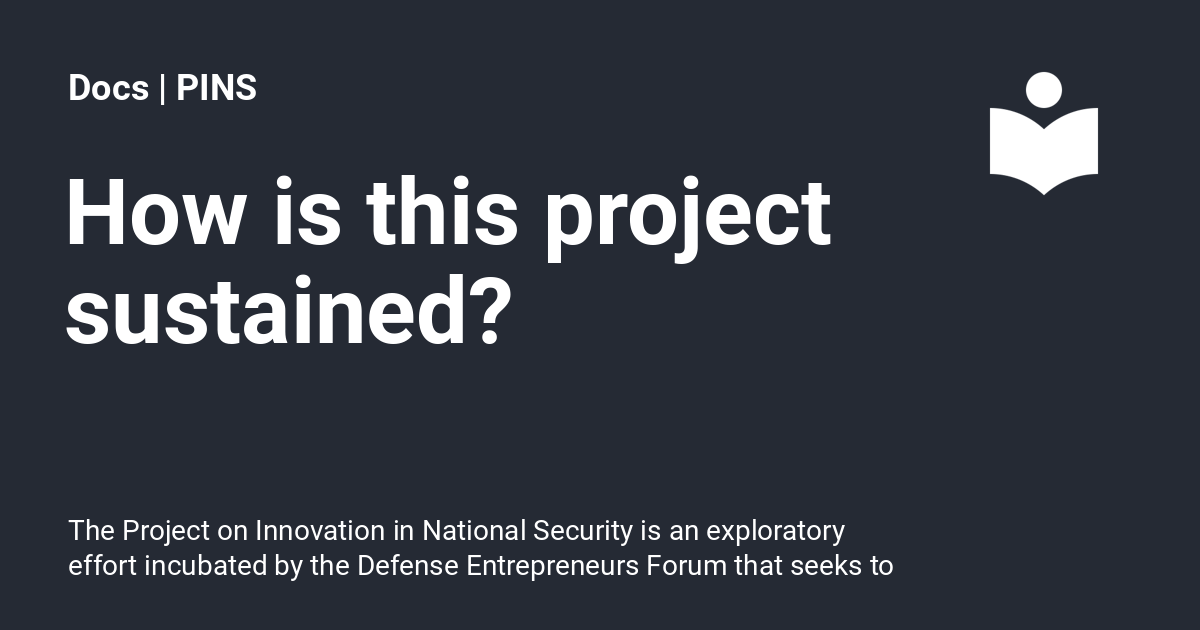 Docs | PINS
How is this project
sustained?
The Project on Innovation in National Security is an exploratory
effort incubated by the Defense Entrepreneurs Forum that seeks to